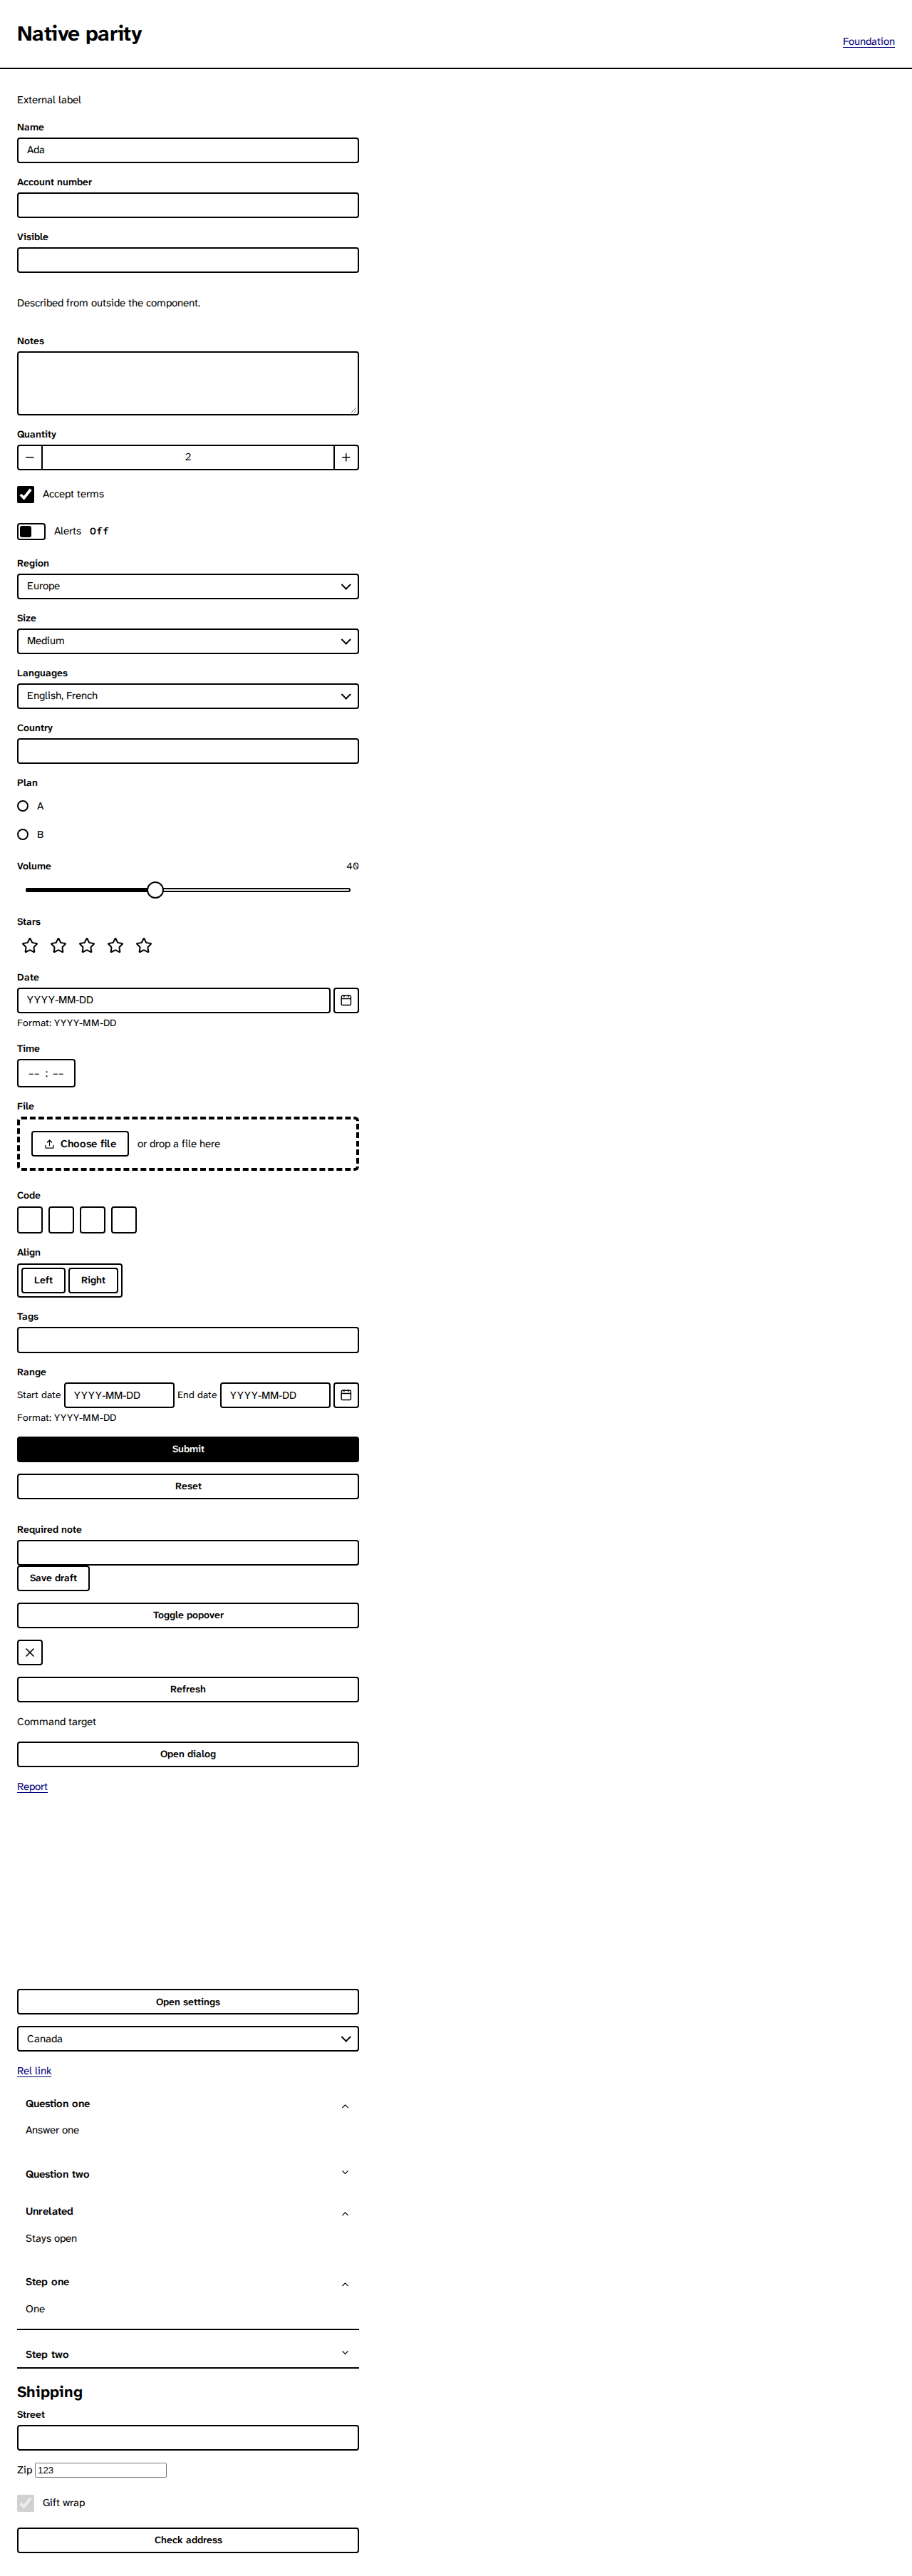 Native parity
Foundation
External label
Name
Ada
Account number
Visible
Described from outside the component.
Notes
Quantity
2
Accept terms
Alerts Off
Region
Europe
Size
Medium
Languages
English, French
Country
Plan
A
B
Volume 40
Stars
Date
YYYY-MM-DD
Format: YYYY-MM-DD
Time
-- : --
File
Choose file or drop a file here
Code
Align
Left Right
Tags
Range
Start date YYYY-MM-DD End date YYYY-MM-DD
Format: YYYY-MM-DD
Submit
Reset
Required note
Save draft
Toggle popover
Refresh
Command target
Open dialog
Report
Open settings
Canada
Rel link
Question one
Answer one
Question two
Unrelated
Stays open
Step one
One
Step two
Shipping
Street
Zip 123
Gift wrap
Check address